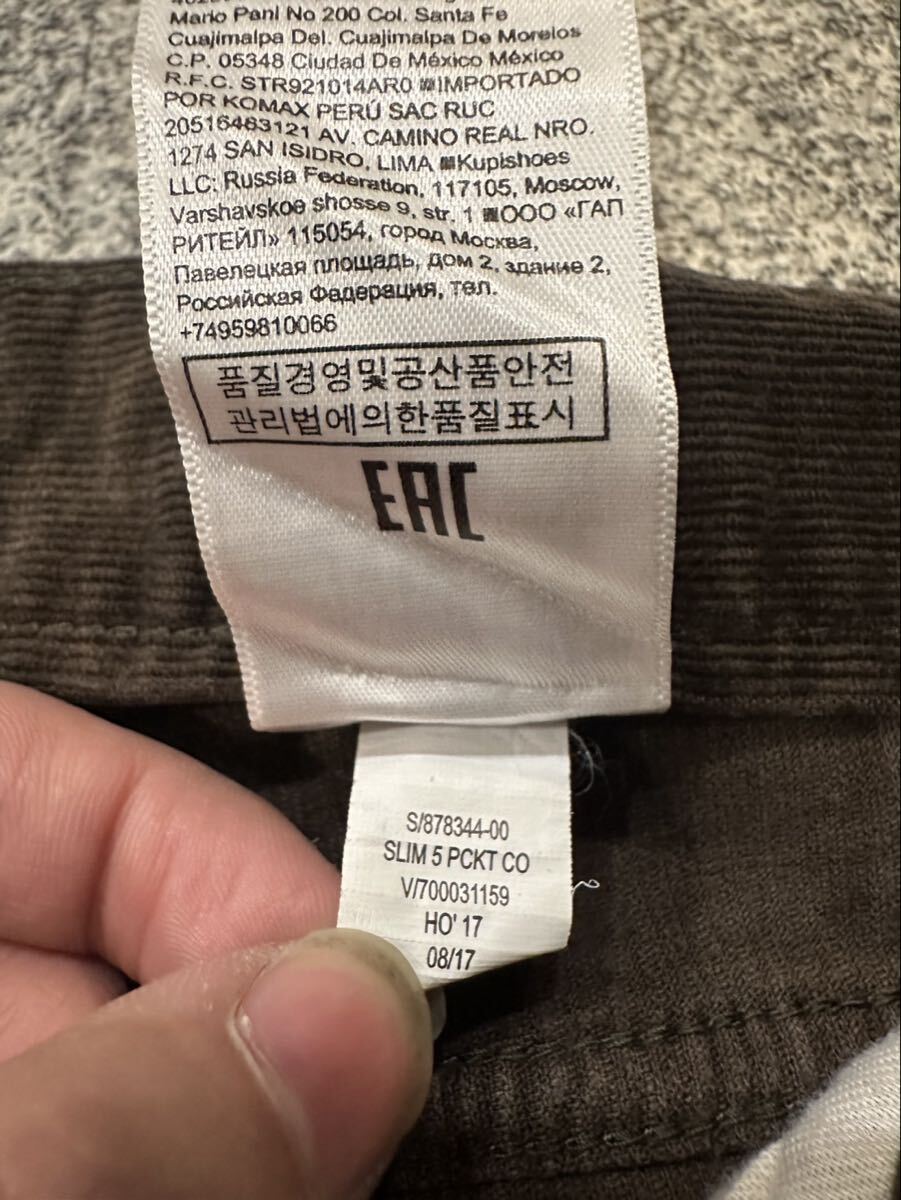 Mario Pani No 200 Col. Santa Fe
Cuajimalpa Del. Cuajimalpa De Morelos
C.P. 05348 Ciudad De México México
R.F.C. STR921014AR0 IMPORTADO
POR KOMAX PERÚ SAC RUC
20516483121 AV. CAMINO REAL NRO.
1274 SAN ISIDRO, LIMA Kupishoes
LLC: Russia Federation, 117105, Moscow,
Varshavskoe shosse 9, str. 1 ООО «ГАП
РИТЕЙЛ» 115054, город Москва,
Павелецкая площадь, дом 2, здание 2,
Российская Федерация, тел.
+74959810066
품질경영및공산품안전
관리법에의한품질표시
EAC
S/878344-00
SLIM 5 PCKT CO
V/700031159
HO' 17
08/17